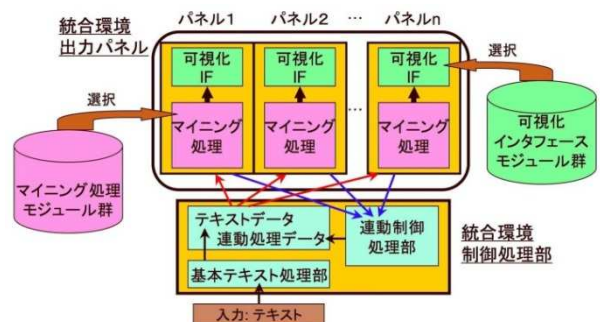 統合環境
出力パネル
パネル1 パネル2 … パネルn
可視化
IF
可視化
IF
可視化
IF
選択
選択
マイニング
処理
マイニング
処理
…
マイニング
処理
マイニング処理
モジュール群
可視化
インタフェース
モジュール群
テキストデータ
連動処理データ
連動制御
処理部
統合環境
制御処理部
基本テキスト処理部
入力: テキスト